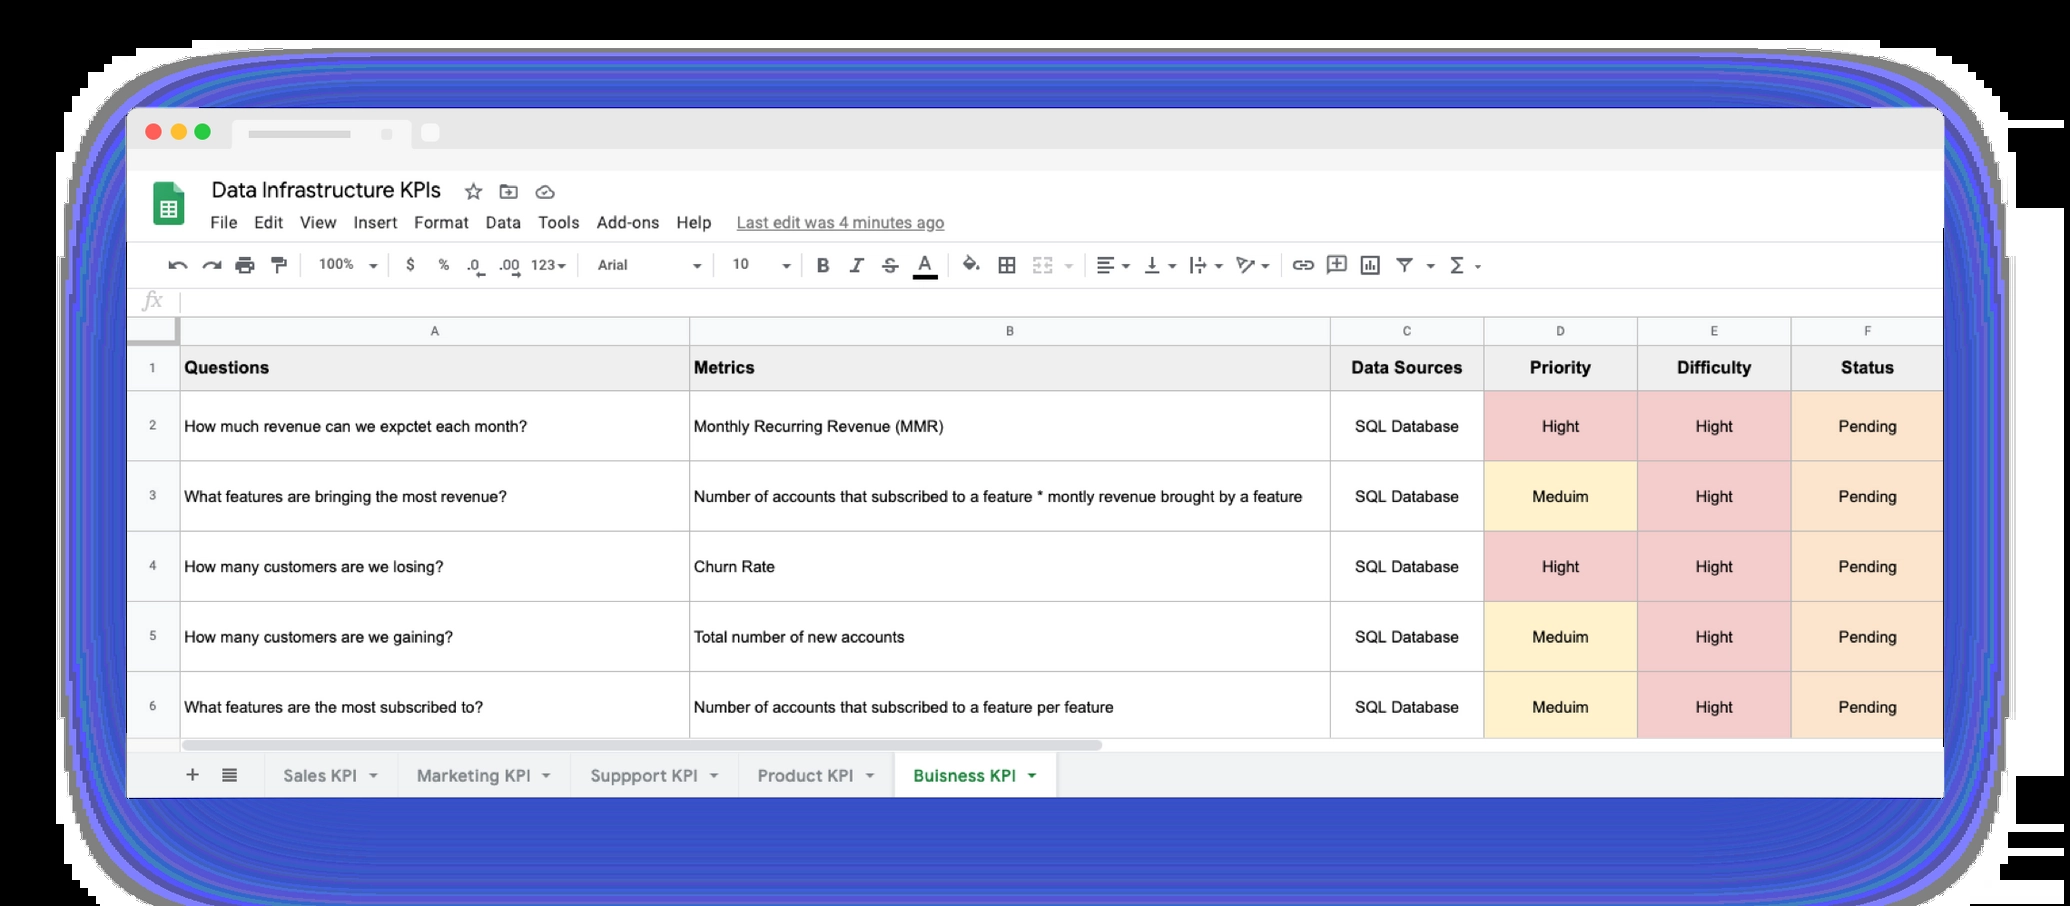 Data Infrastructure KPIs
File Edit View Insert Format Data Tools Add-ons Help Last edit was 4 minutes ago
100% $ % .0 .00 123 Arial 10 B I S A Σ
fx
A B C D E F
1 Questions Metrics Data Sources Priority Difficulty Status
2 How much revenue can we expctet each month? Monthly Recurring Revenue (MMR) SQL Database Hight Hight Pending
3 What features are bringing the most revenue? Number of accounts that subscribed to a feature * montly revenue brought by a feature SQL Database Meduim Hight Pending
4 How many customers are we losing? Churn Rate SQL Database Hight Hight Pending
5 How many customers are we gaining? Total number of new accounts SQL Database Meduim Hight Pending
6 What features are the most subscribed to? Number of accounts that subscribed to a feature per feature SQL Database Meduim Hight Pending
+ Sales KPI Marketing KPI Suppport KPI Product KPI Buisness KPI